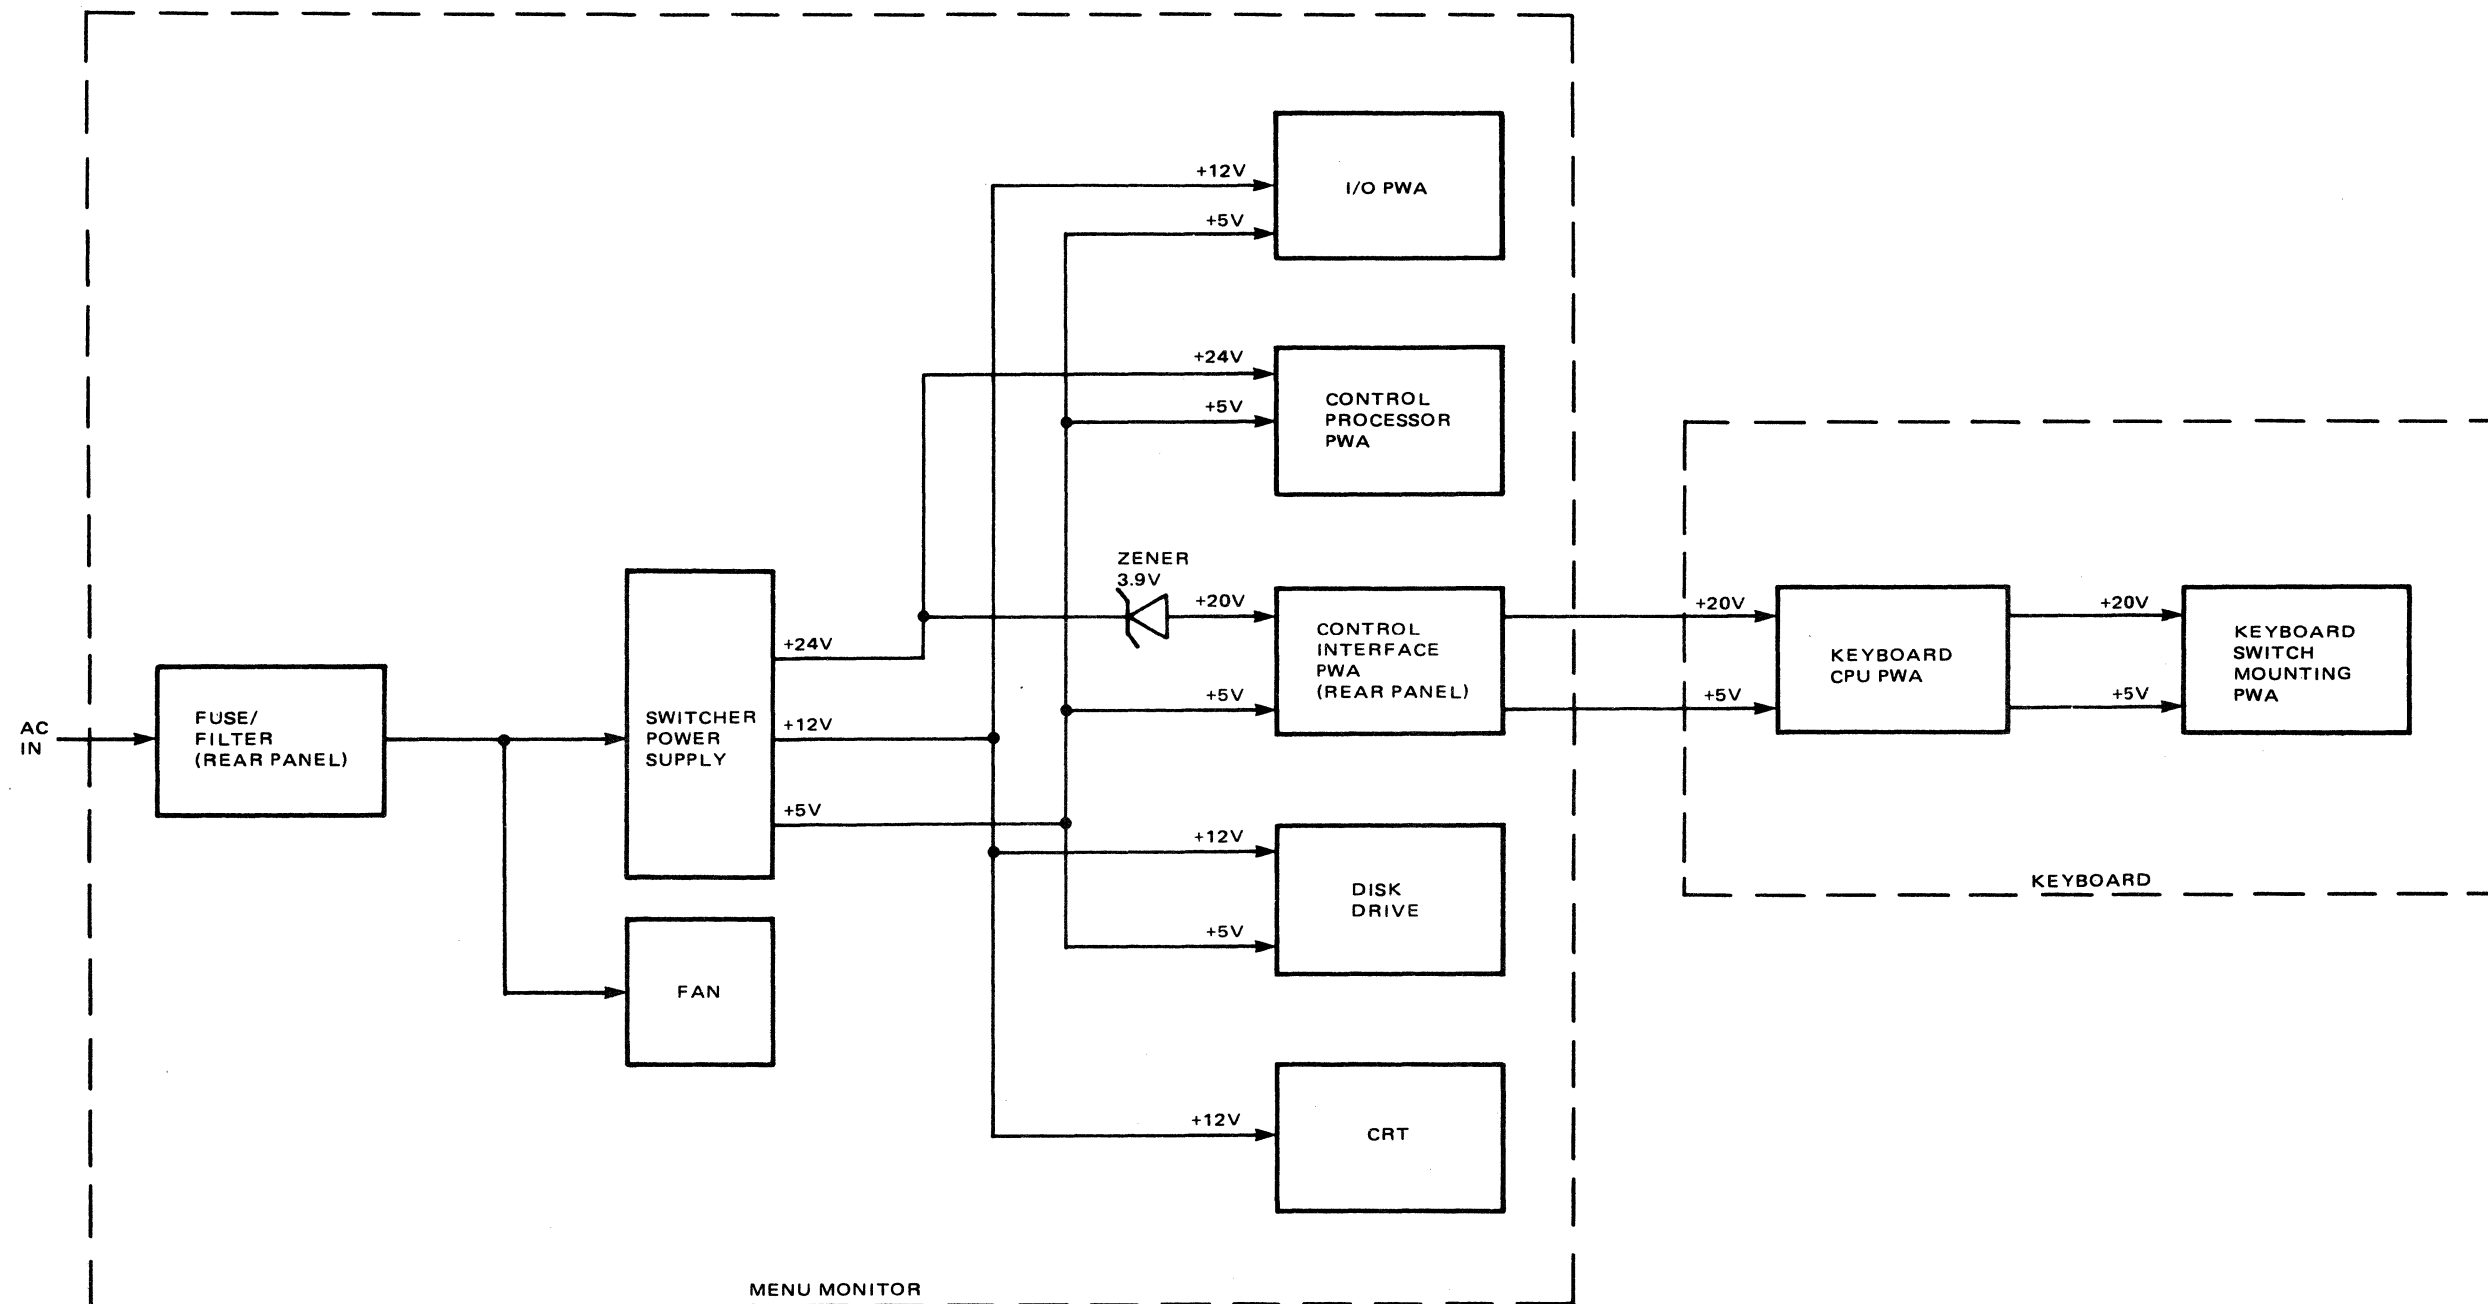 +12V
+5V
I/O PWA
+24V
+5V
CONTROL
PROCESSOR
PWA
ZENER
3.9V
+20V
+5V
CONTROL
INTERFACE
PWA
(REAR PANEL)
+20V
+5V
KEYBOARD
CPU PWA
+20V
+5V
KEYBOARD
SWITCH
MOUNTING
PWA
AC
IN
FUSE/
FILTER
(REAR PANEL)
SWITCHER
POWER
SUPPLY
+24V
+12V
+5V
+12V
+5V
DISK
DRIVE
KEYBOARD
FAN
+12V
CRT
MENU MONITOR